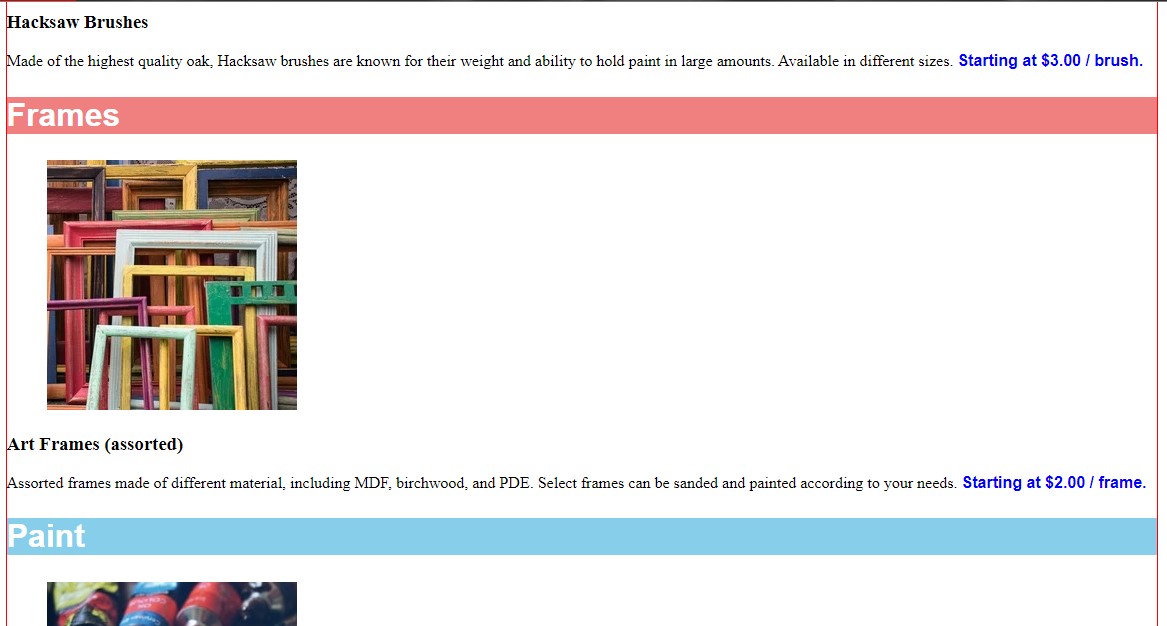 Hacksaw Brushes
Made of the highest quality oak, Hacksaw brushes are known for their weight and ability to hold paint in large amounts. Available in different sizes. Starting at $3.00 / brush.
Frames
Art Frames (assorted)
Assorted frames made of different material, including MDF, birchwood, and PDE. Select frames can be sanded and painted according to your needs. Starting at $2.00 / frame.
Paint